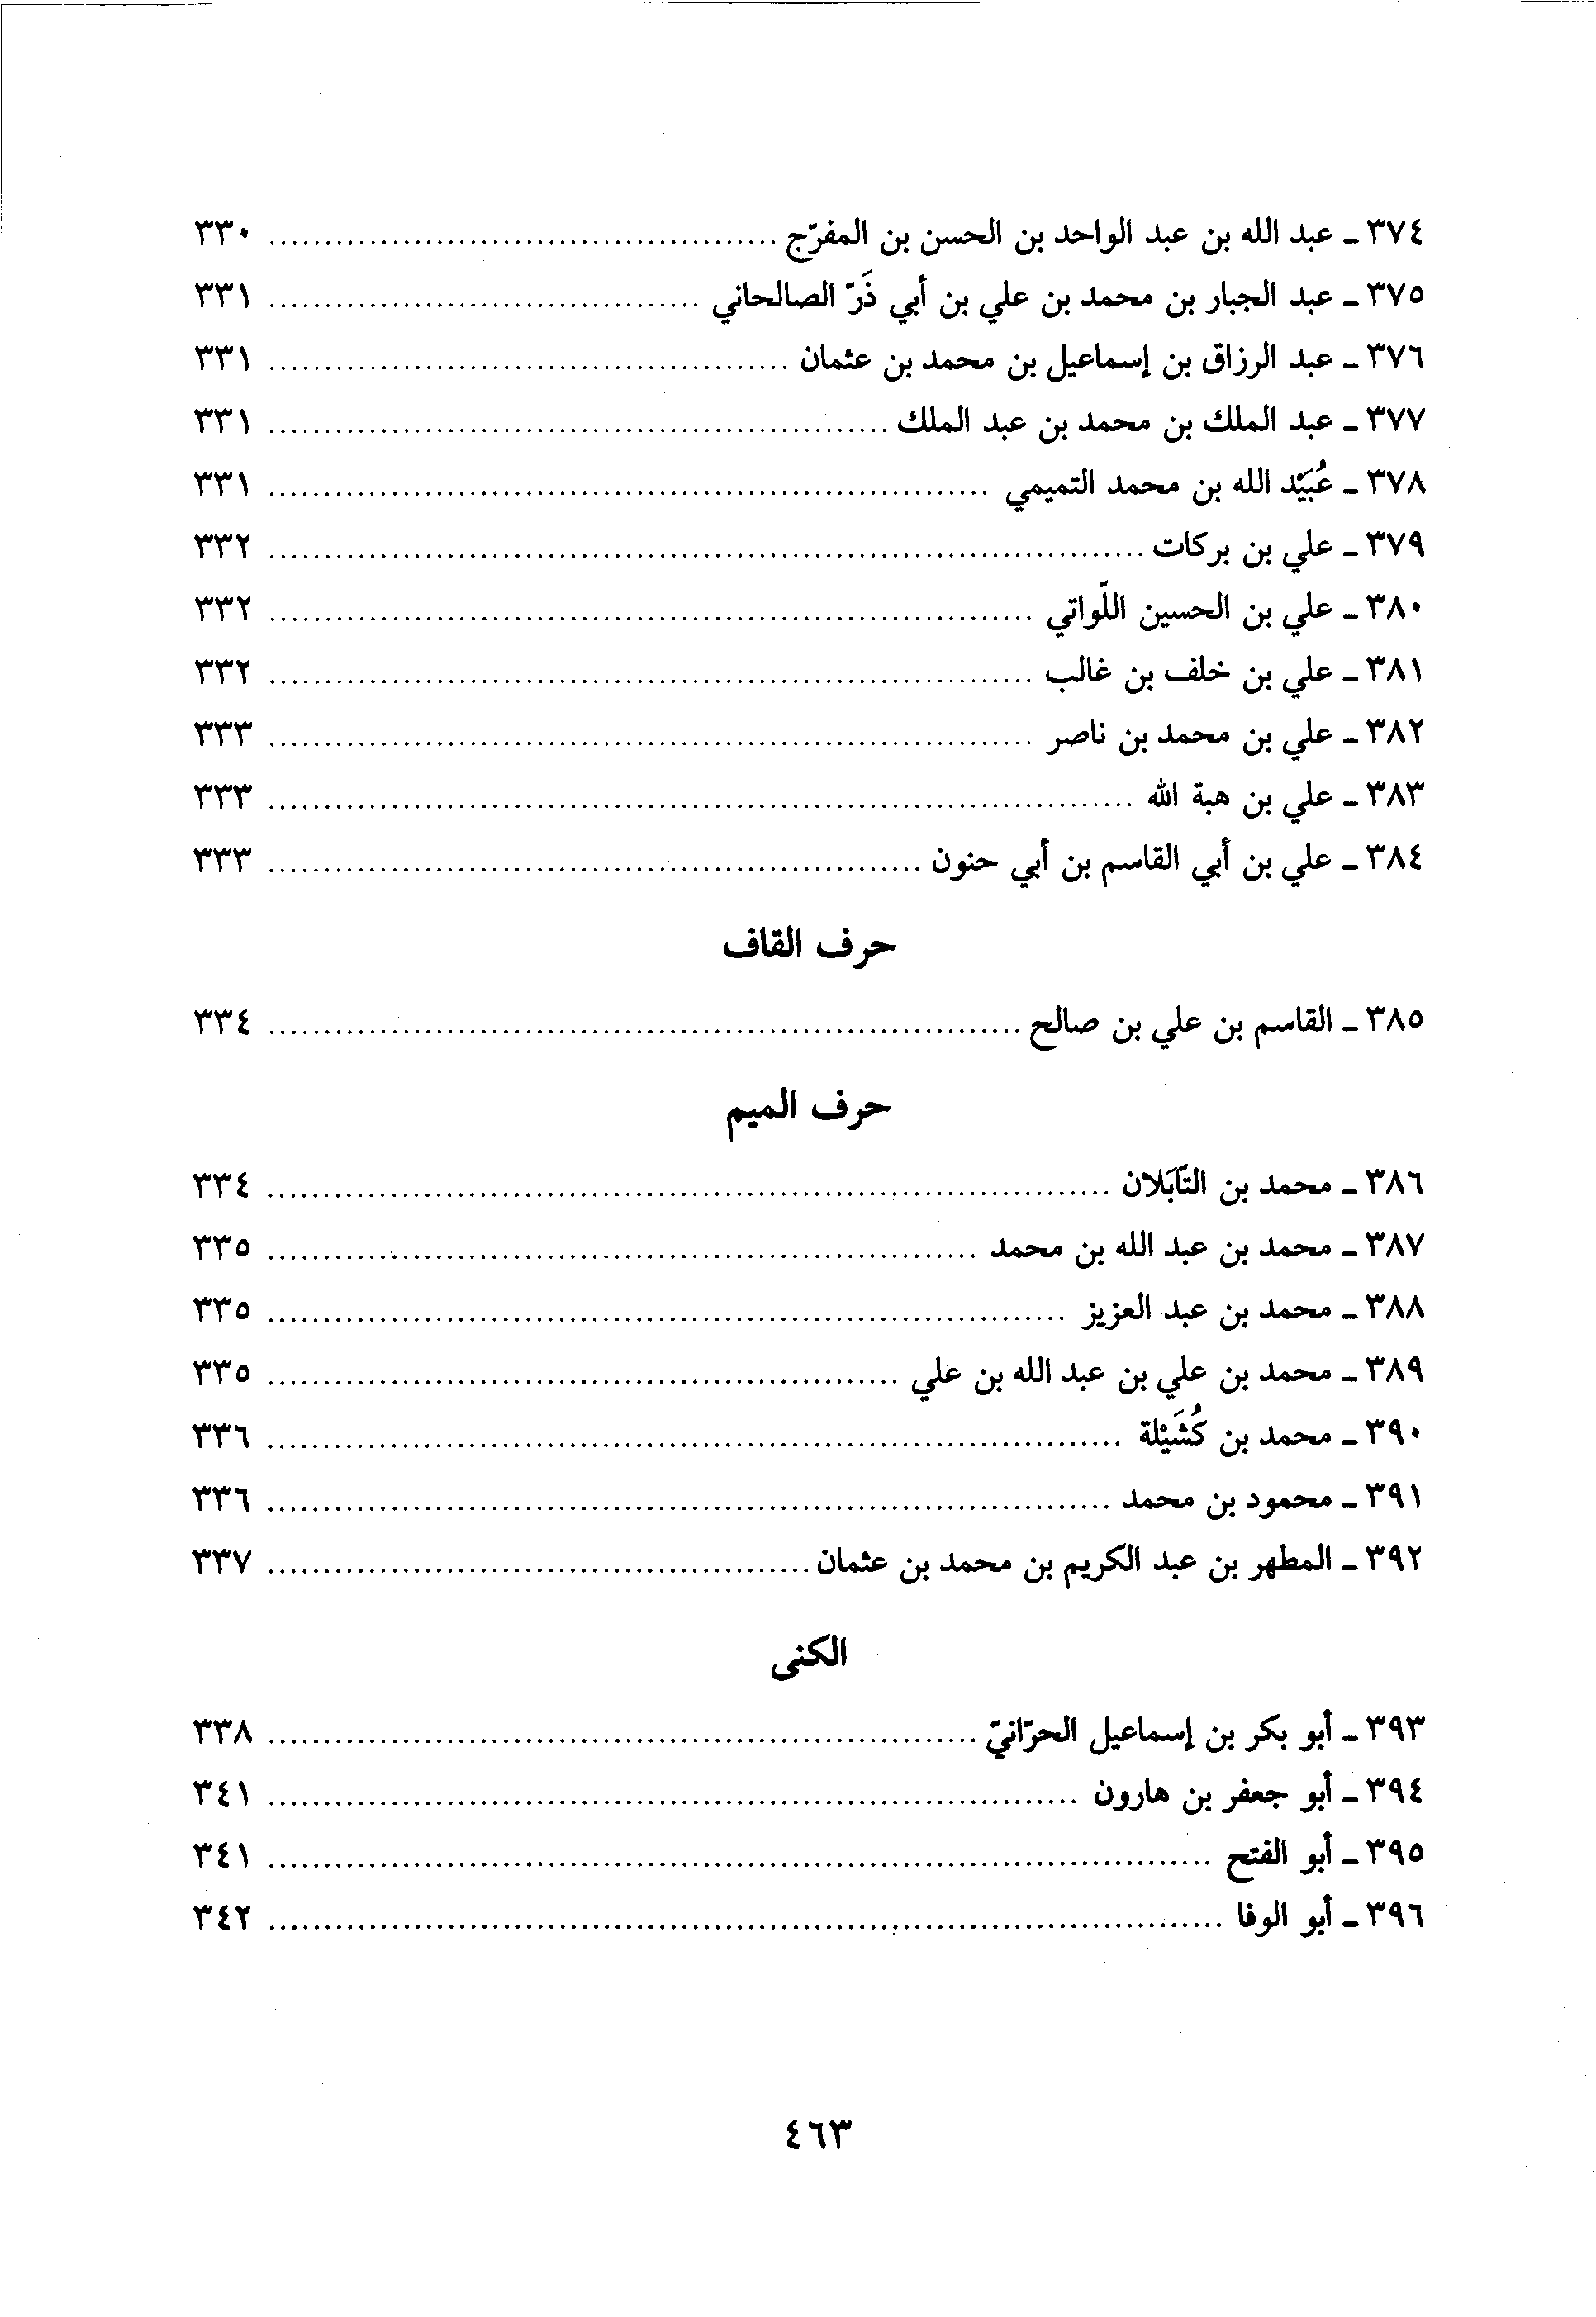 ٣٧٤ ـ عبد الله بن عبد الواحد بن الحسن بن المفرّج ........ ٣٣٠
٣٧٥ ـ عبد الجبار بن محمد بن علي بن أبي ذَرّ الصالحاني ........ ٣٣١
٣٧٦ ـ عبد الرزاق بن إسماعيل بن محمد بن عثمان ........ ٣٣١
٣٧٧ ـ عبد الملك بن محمد بن عبد الملك ........ ٣٣١
٣٧٨ ـ عُبَيْد الله بن محمد التميمي ........ ٣٣١
٣٧٩ ـ علي بن بركات ........ ٣٣٢
٣٨٠ ـ علي بن الحسين اللّواتي ........ ٣٣٢
٣٨١ ـ علي بن خلف بن غالب ........ ٣٣٢
٣٨٢ ـ علي بن محمد بن ناصر ........ ٣٣٣
٣٨٣ ـ علي بن هبة الله ........ ٣٣٣
٣٨٤ ـ علي بن أبي القاسم بن أبي حنون ........ ٣٣٣
حرف القاف
٣٨٥ ـ القاسم بن علي بن صالح ........ ٣٣٤
حرف الميم
٣٨٦ ـ محمد بن التّابَلان ........ ٣٣٤
٣٨٧ ـ محمد بن عبد الله بن محمد ........ ٣٣٥
٣٨٨ ـ محمد بن عبد العزيز ........ ٣٣٥
٣٨٩ ـ محمد بن علي بن عبد الله بن علي ........ ٣٣٥
٣٩٠ ـ محمد بن كُشَيْلة ........ ٣٣٦
٣٩١ ـ محمود بن محمد ........ ٣٣٦
٣٩٢ ـ المطهر بن عبد الكريم بن محمد بن عثمان ........ ٣٣٧
الكنى
٣٩٣ ـ أبو بكر بن إسماعيل الحرّانيّ ........ ٣٣٨
٣٩٤ ـ أبو جعفر بن هارون ........ ٣٤١
٣٩٥ ـ أبو الفتح ........ ٣٤١
٣٩٦ ـ أبو الوفا ........ ٣٤٢
٤٦٣